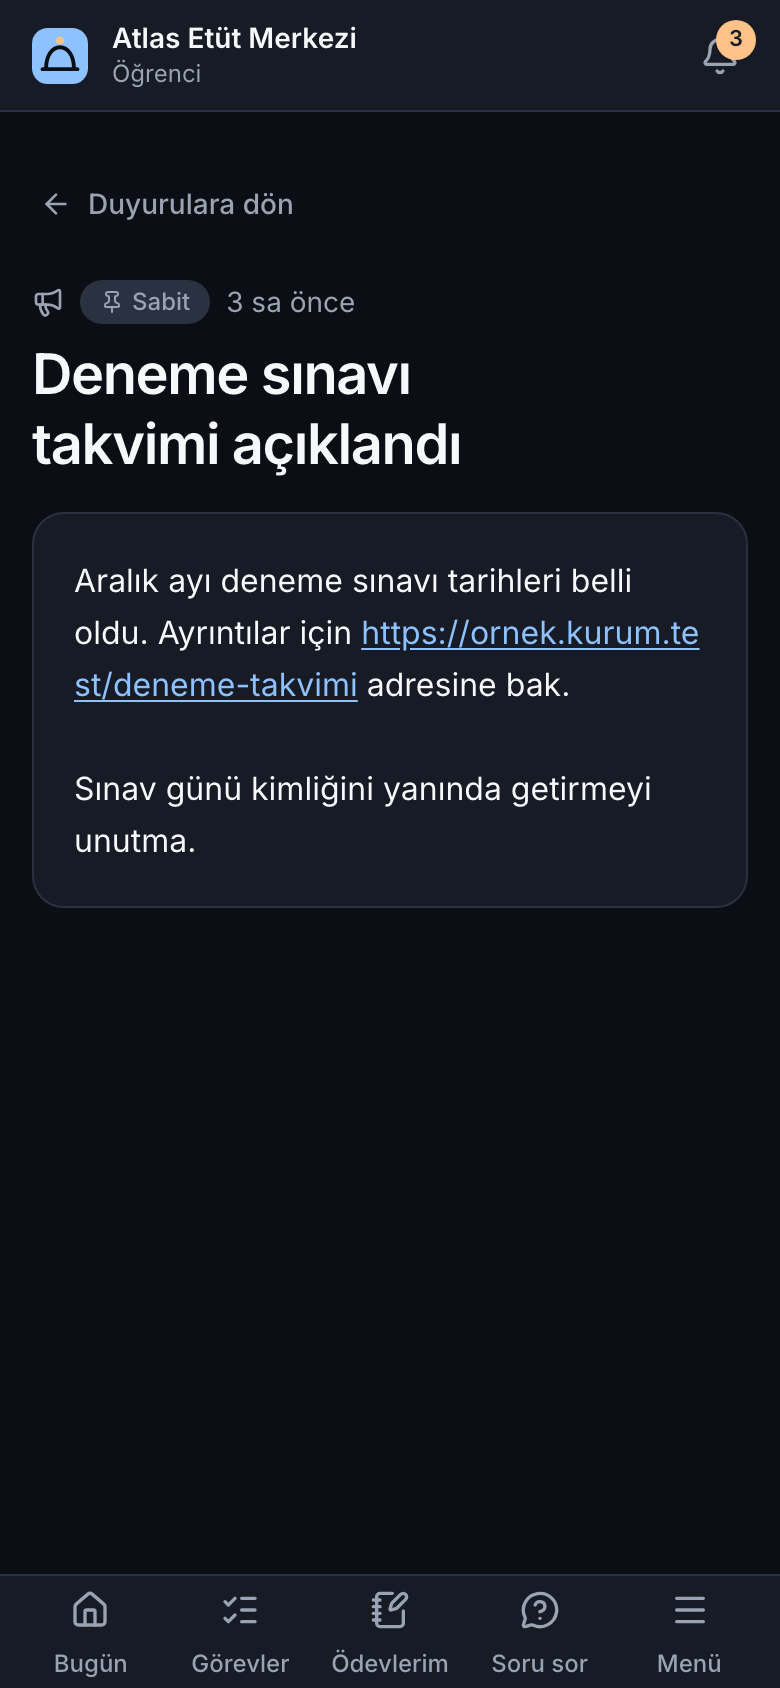 Atlas Etüt Merkezi
Öğrenci
3
Duyurulara dön
Sabit 3 sa önce
Deneme sınavı
takvimi açıklandı
Aralık ayı deneme sınavı tarihleri belli
oldu. Ayrıntılar için https://ornek.kurum.te
st/deneme-takvimi adresine bak.
Sınav günü kimliğini yanında getirmeyi
unutma.
Bugün Görevler Ödevlerim Soru sor Menü